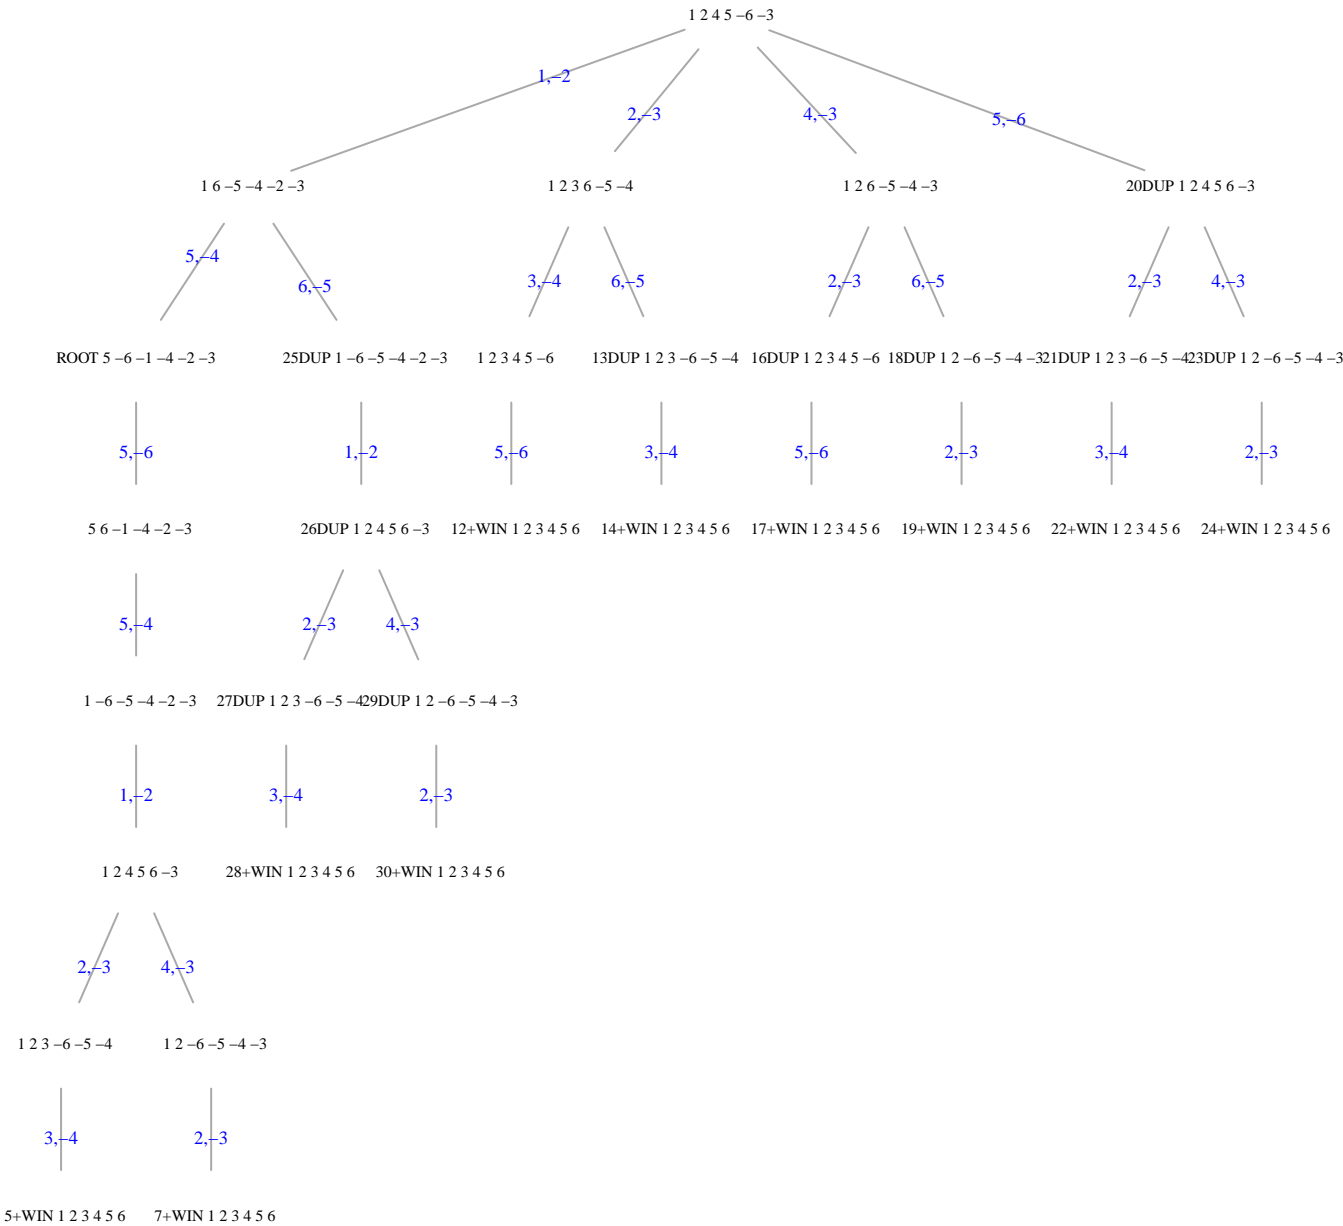 1 2 4 5 –6 –3
1,–2
2,–3
4,–3
5,–6
1 6 –5 –4 –2 –3
1 2 3 6 –5 –4
1 2 6 –5 –4 –3
20DUP 1 2 4 5 6 –3
5,–4
6,–5
3,–4
6,–5
2,–3
6,–5
2,–3
4,–3
ROOT 5 –6 –1 –4 –2 –3
25DUP 1 –6 –5 –4 –2 –3
1 2 3 4 5 –6
13DUP 1 2 3 –6 –5 –4
16DUP 1 2 3 4 5 –6
18DUP 1 2 –6 –5 –4 –3
21DUP 1 2 3 –6 –5 –4
23DUP 1 2 –6 –5 –4 –3
5,–6
1,–2
5,–6
3,–4
5,–6
2,–3
3,–4
2,–3
5 6 –1 –4 –2 –3
26DUP 1 2 4 5 6 –3
12+WIN 1 2 3 4 5 6
14+WIN 1 2 3 4 5 6
17+WIN 1 2 3 4 5 6
19+WIN 1 2 3 4 5 6
22+WIN 1 2 3 4 5 6
24+WIN 1 2 3 4 5 6
5,–4
2,–3
4,–3
1 –6 –5 –4 –2 –3
27DUP 1 2 3 –6 –5 –4
29DUP 1 2 –6 –5 –4 –3
1,–2
3,–4
2,–3
1 2 4 5 6 –3
28+WIN 1 2 3 4 5 6
30+WIN 1 2 3 4 5 6
2,–3
4,–3
1 2 3 –6 –5 –4
1 2 –6 –5 –4 –3
3,–4
2,–3
5+WIN 1 2 3 4 5 6
7+WIN 1 2 3 4 5 6